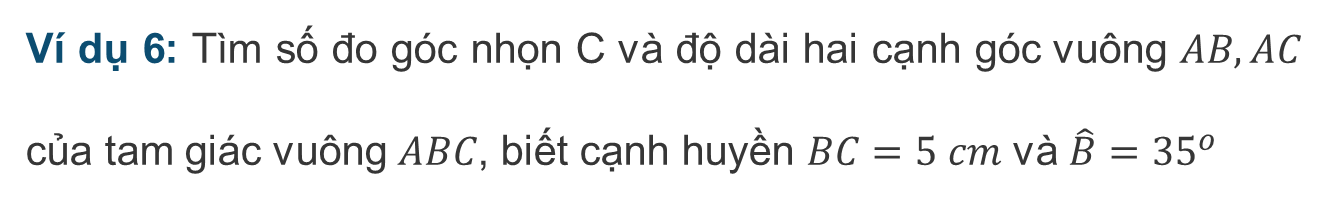 Ví dụ 6: Tìm số đo góc nhọn C và độ dài hai cạnh góc vuông AB, AC
của tam giác vuông ABC, biết cạnh huyền BC = 5 cm và B̂ = 35ᵒ